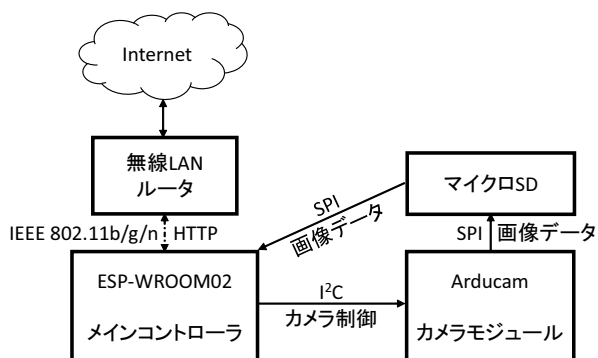 Internet
無線LAN
ルータ
マイクロSD
IEEE 802.11b/g/n
HTTP
SPI
画像データ
SPI
画像データ
ESP-WROOM02
メインコントローラ
I²C
カメラ制御
Arducam
カメラモジュール